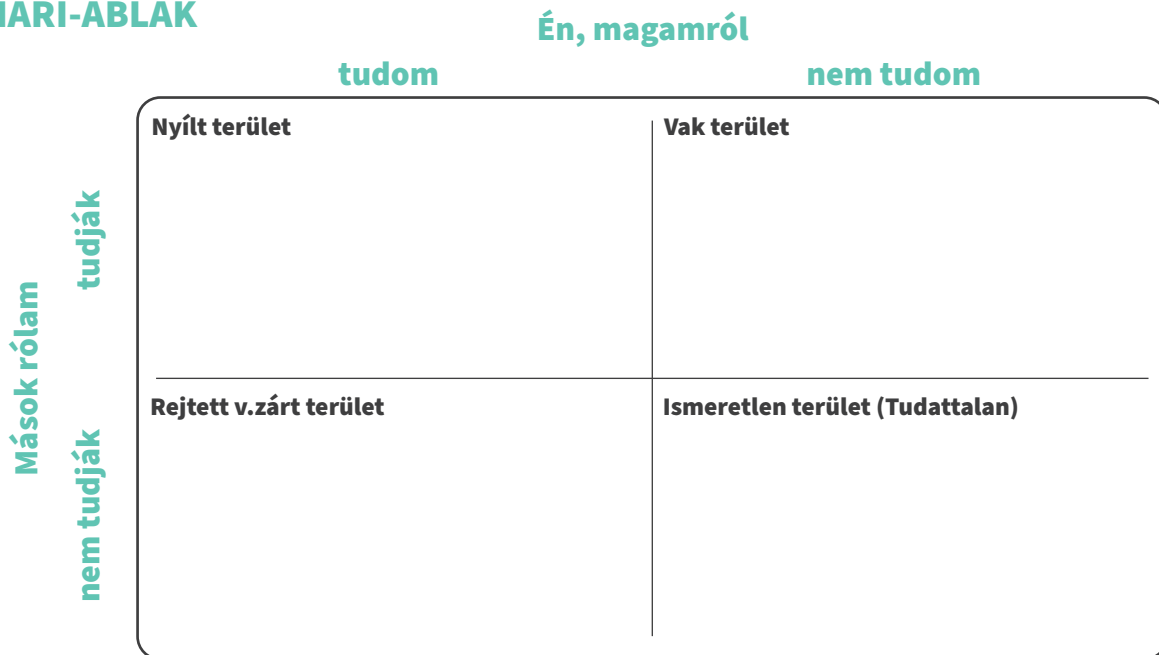 HARI-ABLAK
Én, magamról
tudom
nem tudom
Nyílt terület
Vak terület
Mások rólam
tudják
nem tudják
Rejtett v.zárt terület
Ismeretlen terület (Tudattalan)